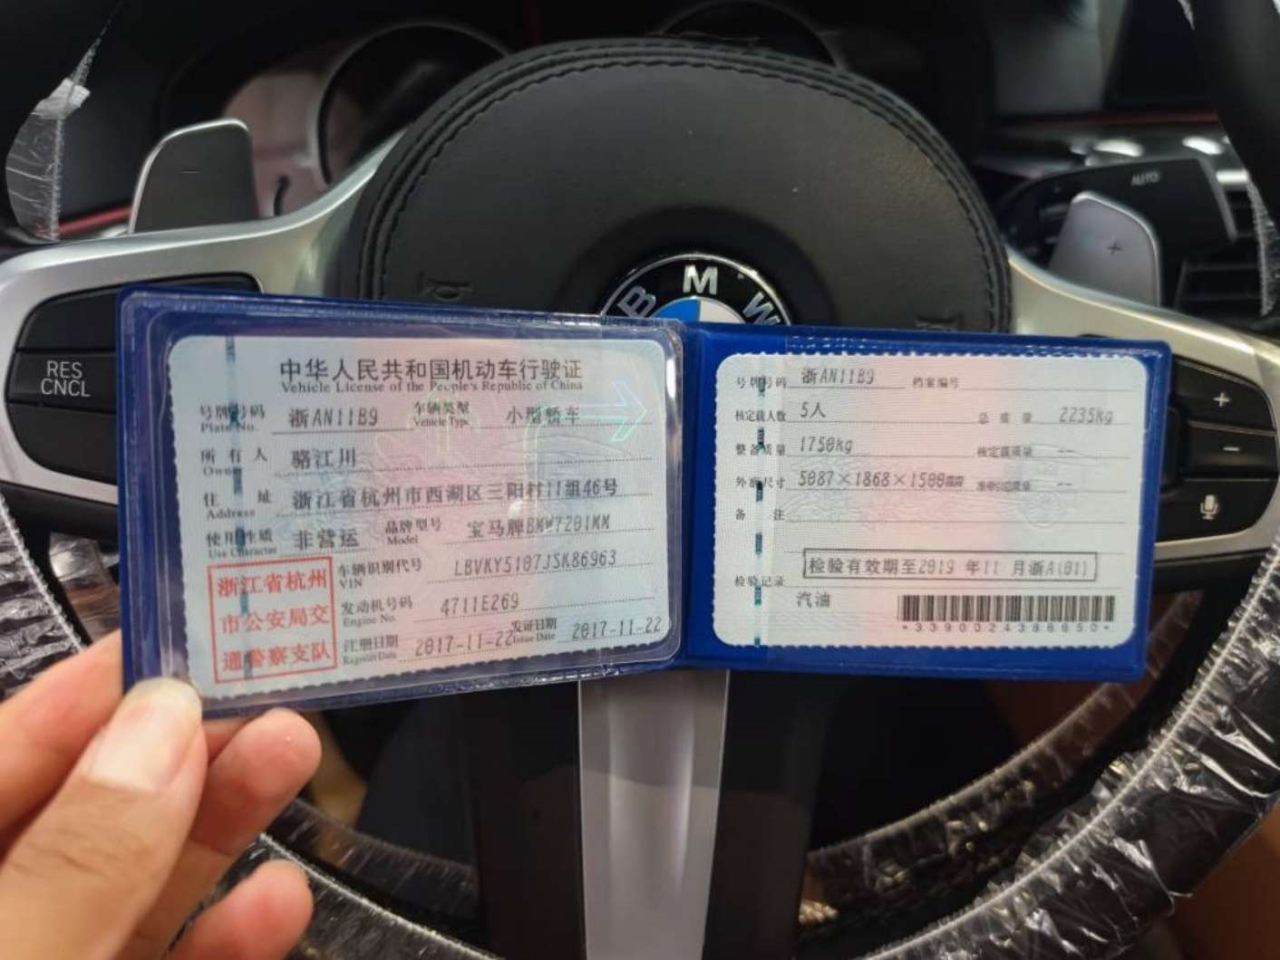 AUTO
-
+
BMW
RES
CNCL
+
-
中华人民共和国机动车行驶证
Vehicle License of the People's Republic of China
号牌号码 浙AN11B9 车辆类型 小型轿车
Plate No. Vehicle Type
所有人 骆江川
Owner
住址 浙江省杭州市西湖区三阳村11组46号
Address
使用性质 非营运 品牌型号 宝马牌BMW7201MM
Use Character Model
浙江省杭州
市公安局交
通警察支队
车辆识别代号 LBVKY5107JSK86963
VIN
发动机号码 4711E269
Engine No.
注册日期 2017-11-22 发证日期 2017-11-22
Register Date Issue Date
号牌号码 浙AN11B9 档案编号
核定载人数 5人 总质量 2235kg
整备质量 1750kg 核定载质量 --
外廓尺寸 5087×1868×1500 --
备注
检验记录 检验有效期至2019年11月浙A(01)
汽油